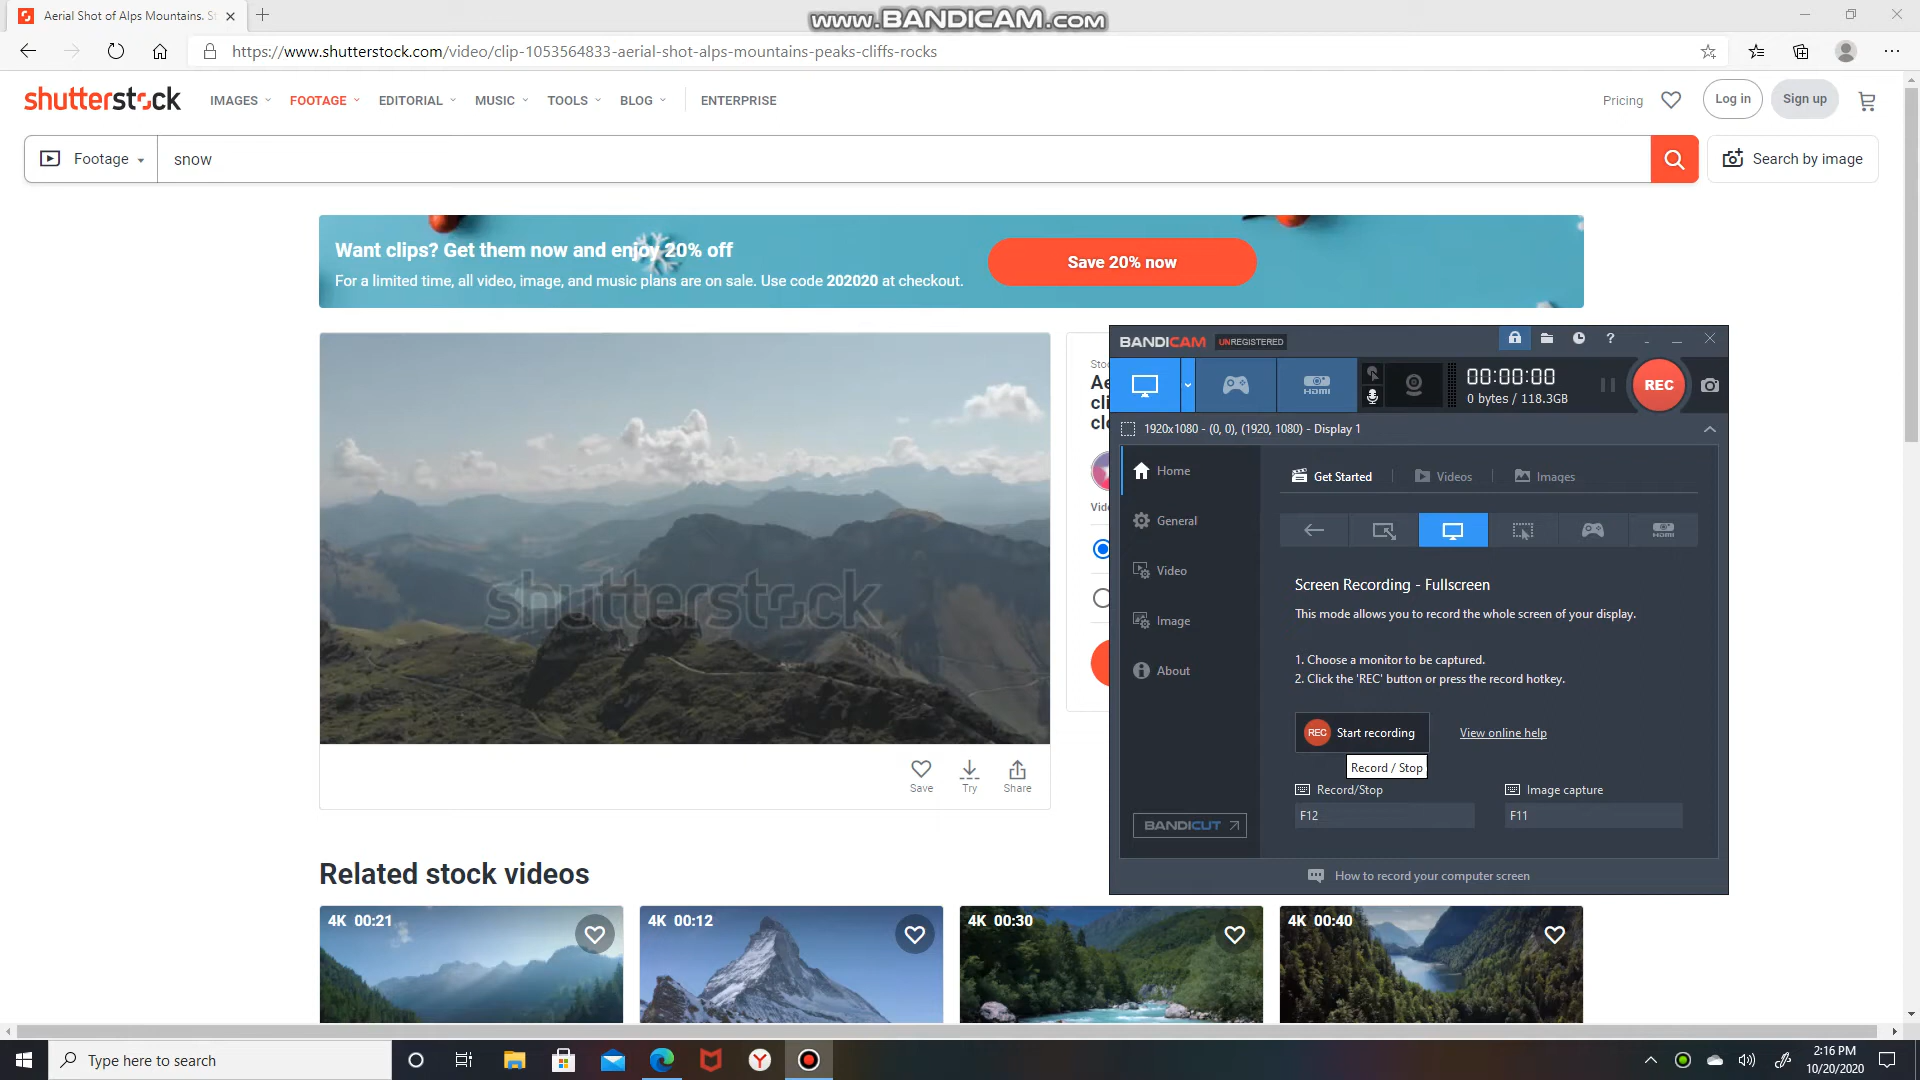 Aerial Shot of Alps Mountains. S
www.BANDICAM.com
https://www.shutterstock.com/video/clip-1053564833-aerial-shot-alps-mountains-peaks-cliffs-rocks
shutterstock
IMAGES
FOOTAGE
EDITORIAL
MUSIC
TOOLS
BLOG
ENTERPRISE
Pricing
Log in
Sign up
Footage
snow
Search by image
Want clips? Get them now and enjoy 20% off
For a limited time, all video, image, and music plans are on sale. Use code 202020 at checkout.
Save 20% now
shutterstock
Save
Try
Share
Sto
Ae
cli
clo
Vide
BANDICAM UNREGISTERED
?
HDMI
00:00:00
0 bytes / 118.3GB
REC
1920x1080 - (0, 0), (1920, 1080) - Display 1
Home
General
Video
Image
About
BANDICUT
Get Started
Videos
Images
HDMI
Screen Recording - Fullscreen
This mode allows you to record the whole screen of your display.
1. Choose a monitor to be captured.
2. Click the 'REC' button or press the record hotkey.
REC Start recording
View online help
Record / Stop
Record/Stop
F12
Image capture
F11
How to record your computer screen
Related stock videos
4K 00:21
4K 00:12
4K 00:30
4K 00:40
Type here to search
2:16 PM
10/20/2020